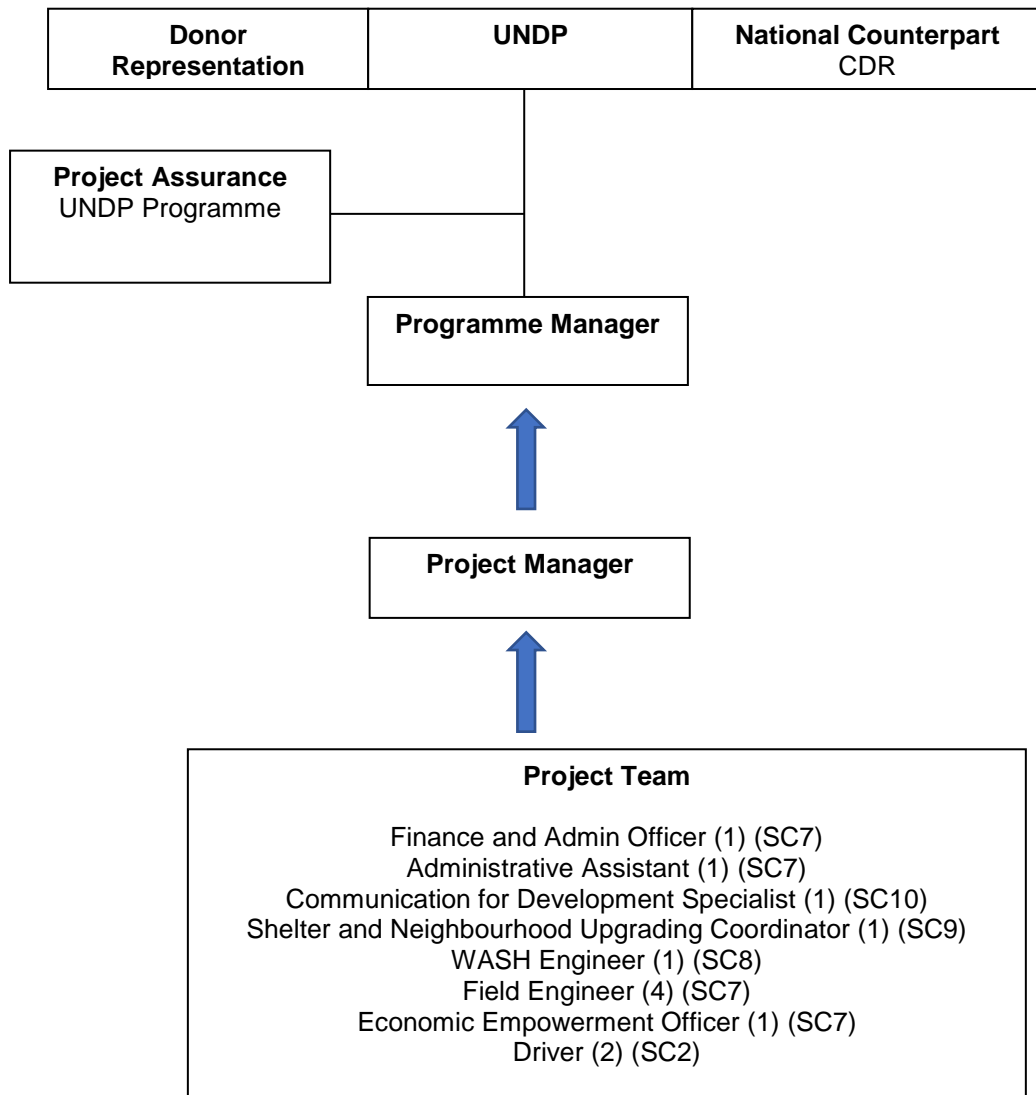 Donor
Representation
UNDP
National Counterpart
CDR
Project Assurance
UNDP Programme
Programme Manager
Project Manager
Project Team
Finance and Admin Officer (1) (SC7)
Administrative Assistant (1) (SC7)
Communication for Development Specialist (1) (SC10)
Shelter and Neighbourhood Upgrading Coordinator (1) (SC9)
WASH Engineer (1) (SC8)
Field Engineer (4) (SC7)
Economic Empowerment Officer (1) (SC7)
Driver (2) (SC2)